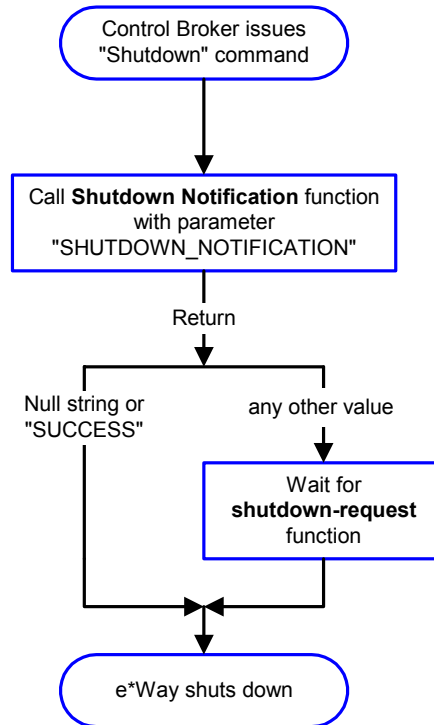 Control Broker issues
"Shutdown" command
Call Shutdown Notification function
with parameter
"SHUTDOWN_NOTIFICATION"
Return
Null string or
"SUCCESS"
any other value
Wait for
shutdown-request
function
e*Way shuts down